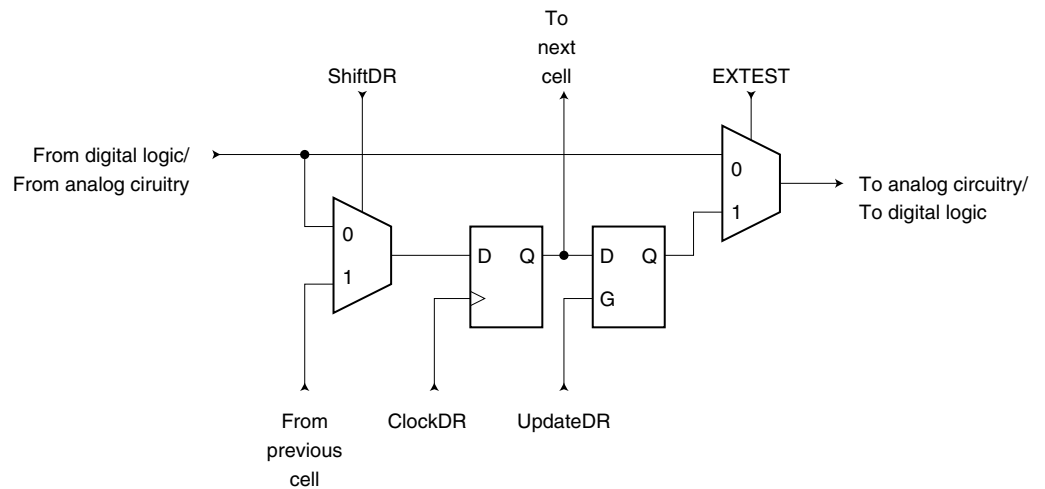 To
next
cell
ShiftDR
EXTEST
From digital logic/
From analog ciruitry
0
1
D Q
D Q
G
0
1
To analog circuitry/
To digital logic
From
previous
cell
ClockDR
UpdateDR